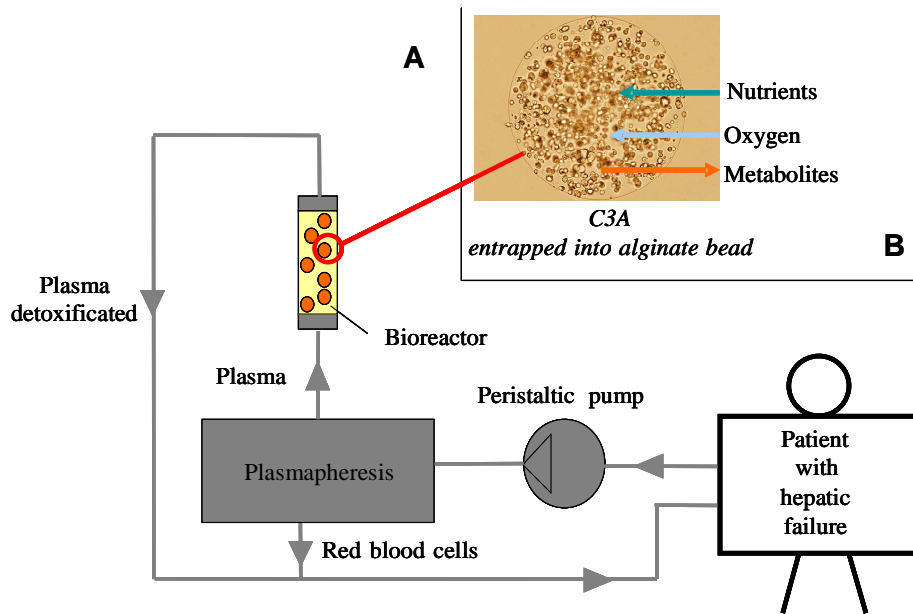 A
Nutrients
Oxygen
Metabolites
C3A
entrapped into alginate bead
B
Plasma
detoxificated
Bioreactor
Plasma
Peristaltic pump
Plasmapheresis
Patient
with
hepatic
failure
Red blood cells